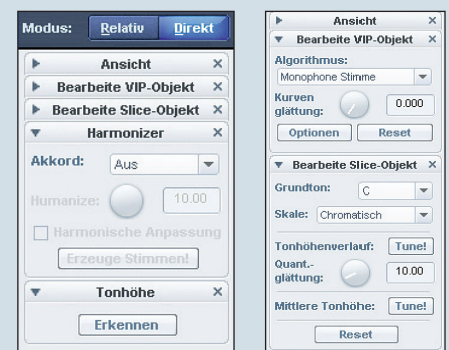 Modus: Relativ Direkt
Ansicht
Bearbeite VIP-Objekt
Bearbeite Slice-Objekt
Harmonizer
Akkord: Aus
Humanize: 10.00
Harmonische Anpassung
Erzeuge Stimmen!
Tonhöhe
Erkennen
Ansicht
Bearbeite VIP-Objekt
Algorithmus:
Monophone Stimme
Kurven
glättung: 0.000
Optionen Reset
Bearbeite Slice-Objekt
Grundton: C
Skale: Chromatisch
Tonhöhenverlauf: Tune!
Quant.-
glättung: 10.00
Mittlere Tonhöhe: Tune!
Reset